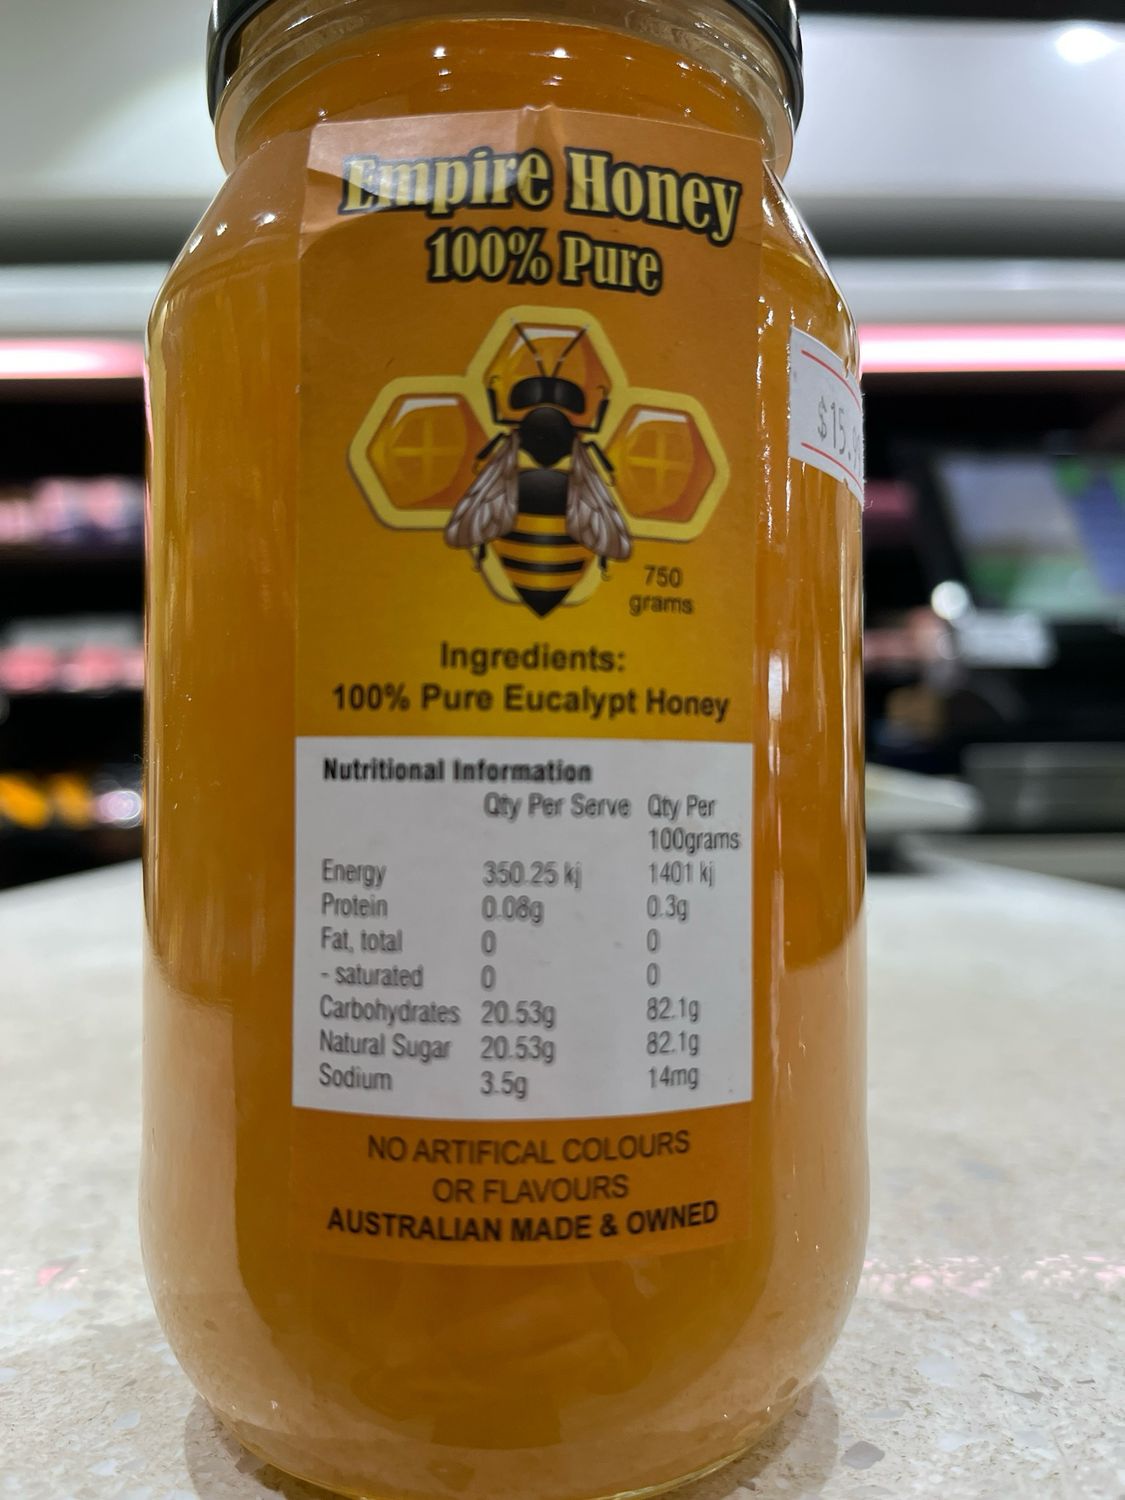 Empire Honey
100% Pure
750
grams
Ingredients:
100% Pure Eucalypt Honey
Nutritional Information
Qty Per Serve Qty Per
100grams
Energy 350.25 kj 1401 kj
Protein 0.08g 0.3g
Fat, total 0 0
- saturated 0 0
Carbohydrates 20.53g 82.1g
Natural Sugar 20.53g 82.1g
Sodium 3.5g 14mg
NO ARTIFICAL COLOURS
OR FLAVOURS
AUSTRALIAN MADE & OWNED